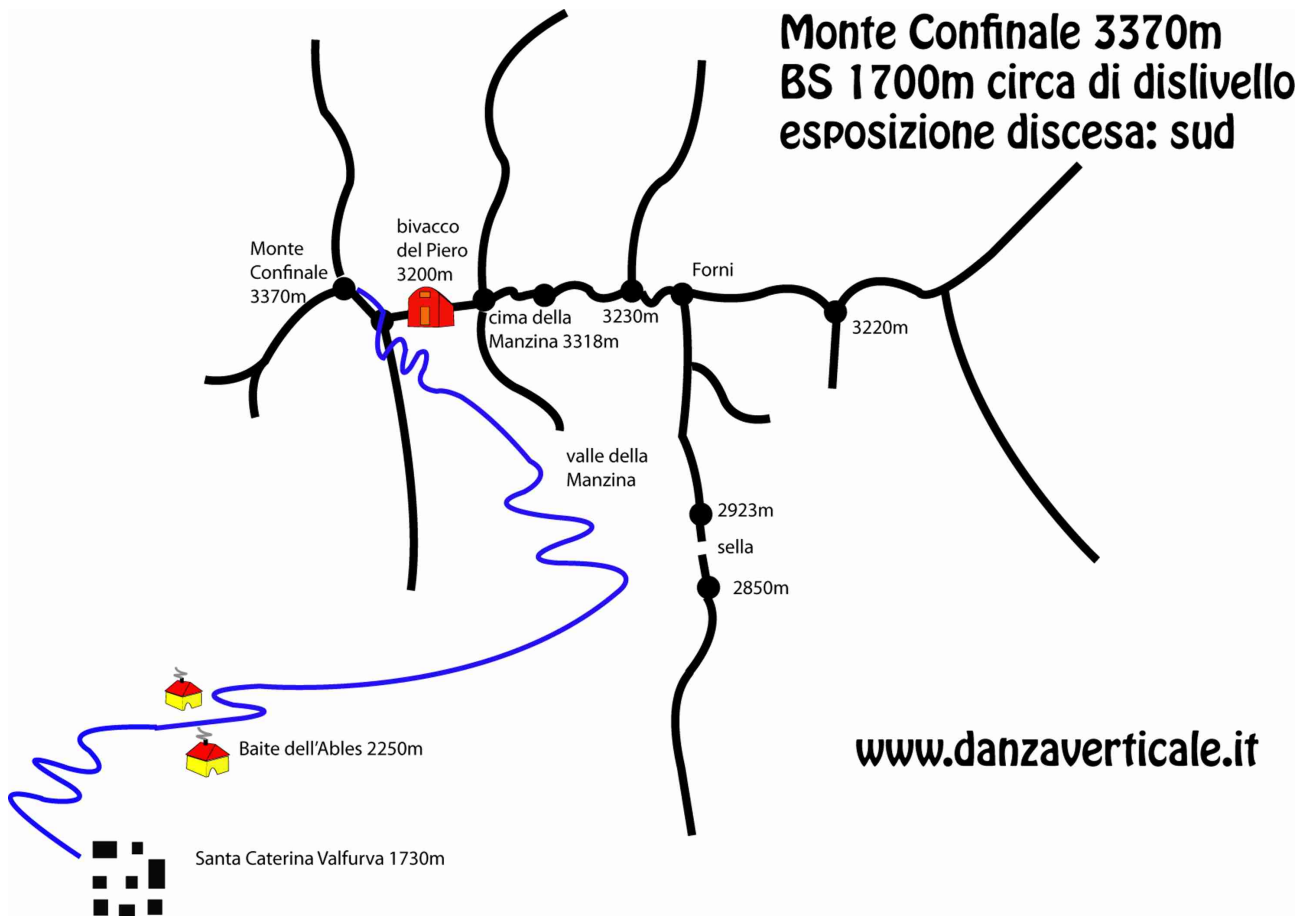 Monte Confinale 3370m
BS 1700m circa di dislivello
esposizione discesa: sud
bivacco
del Piero
3200m
Monte
Confinale
3370m
Forni
cima della
Manzina 3318m
3230m
3220m
valle della
Manzina
2923m
sella
2850m
Baite dell'Ables 2250m
www.danzaverticale.it
Santa Caterina Valfurva 1730m